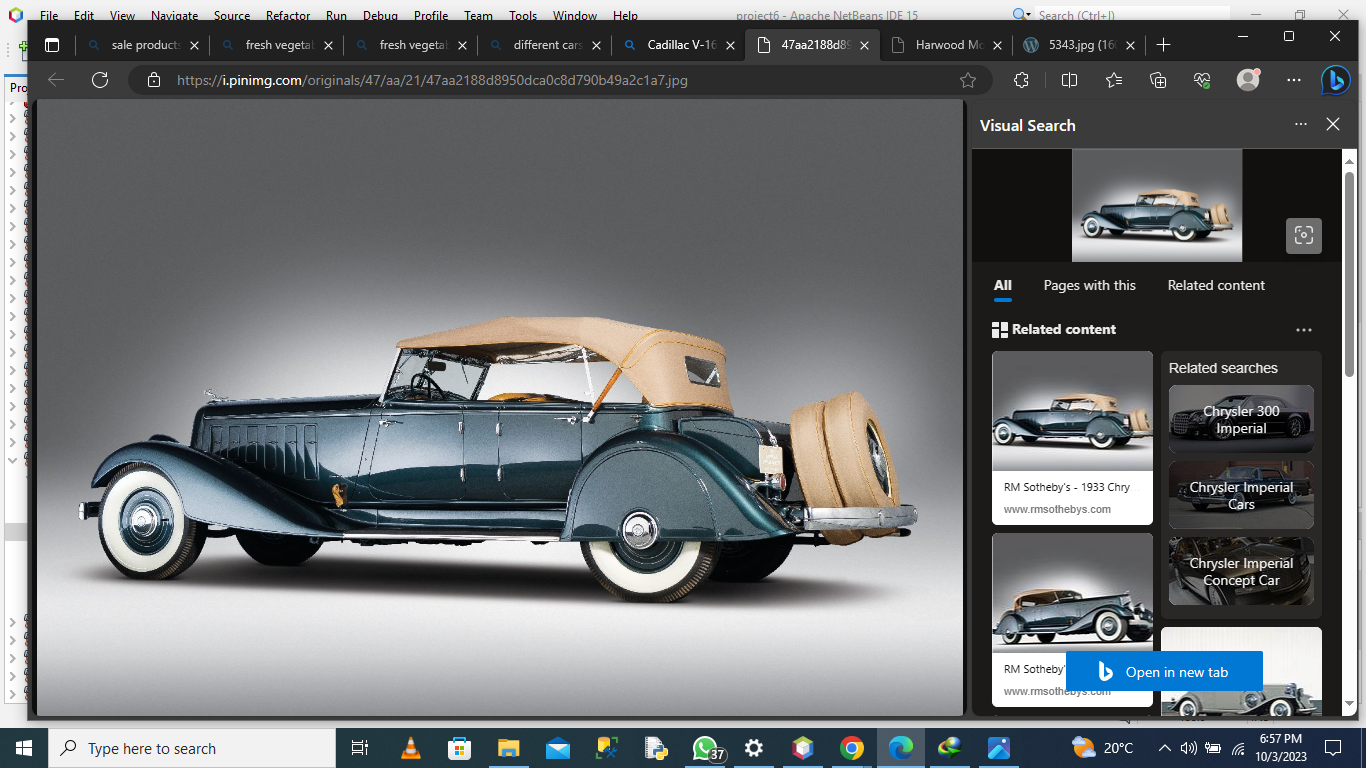 File Edit View Navigate Source Refactor Run Debug Profile Team Tools Window Help
project6 - Apache NetBeans IDE 15
Search (Ctrl+I)
sale products
fresh vegetal
fresh vegetal
different cars
Cadillac V-16
47aa2188d89
Harwood Mo
5343.jpg (160
https://i.pinimg.com/originals/47/aa/21/47aa2188d8950dca0c8d790b49a2c1a7.jpg
Pro
Visual Search
All
Pages with this
Related content
Related content
RM Sotheby's - 1933 Chry
www.rmsothebys.com
Related searches
Chrysler 300
Imperial
Chrysler Imperial
Cars
Chrysler Imperial
Concept Car
RM Sotheby'
www.rmsothebys.com
Open in new tab
Type here to search
37
20°C
6:57 PM
10/3/2023